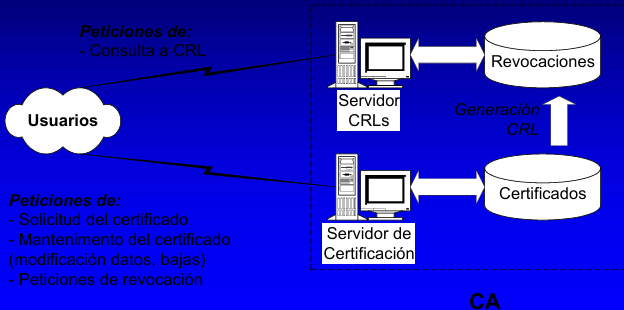 Peticiones de:
- Consulta a CRL
Usuarios
Servidor
CRLs
Revocaciones
Generación
CRL
Certificados
Servidor de
Certificación
Peticiones de:
- Solicitud del certificado
- Mantenimento del certificado
(modificación datos, bajas)
- Peticiones de revocación
CA